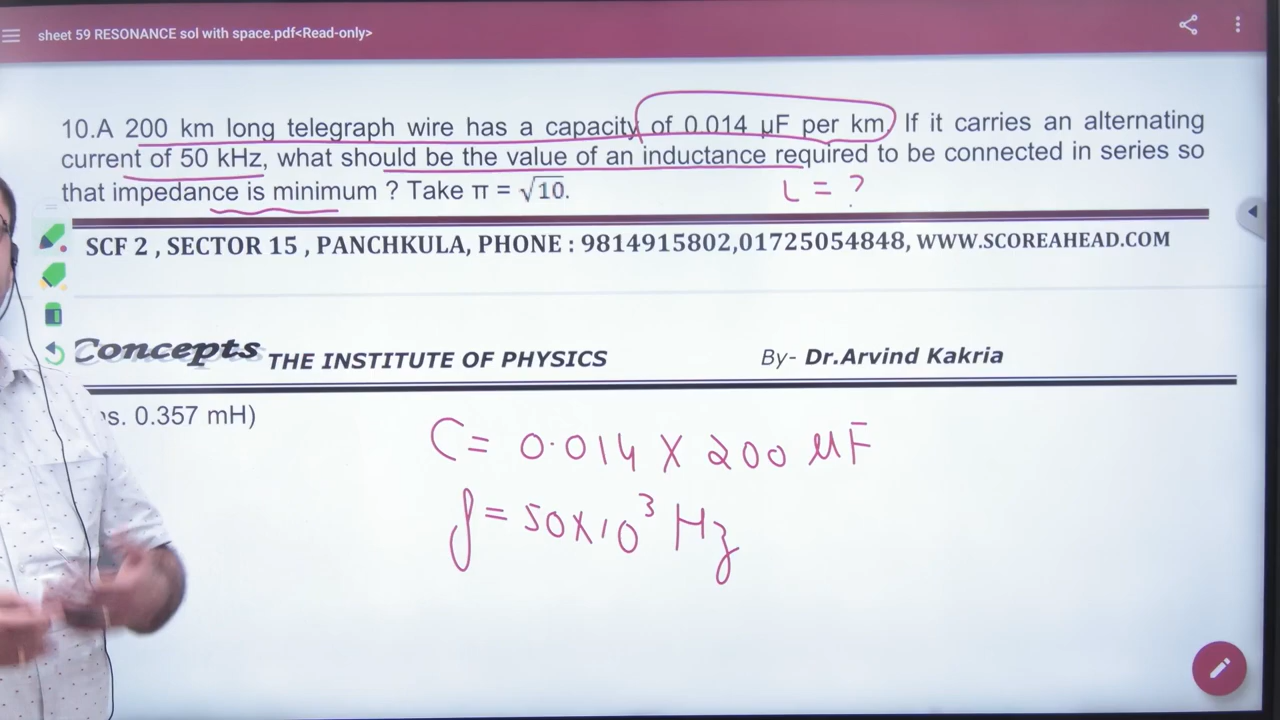 sheet 59 RESONANCE sol with space.pdf<Read-only>
10.A 200 km long telegraph wire has a capacity of 0.014 μF per km. If it carries an alternating
current of 50 kHz, what should be the value of an inductance required to be connected in series so
that impedance is minimum ? Take π = √10.
L = ?
SCF 2 , SECTOR 15 , PANCHKULA, PHONE : 9814915802,01725054848, WWW.SCOREAHEAD.COM
Concepts THE INSTITUTE OF PHYSICS By- Dr.Arvind Kakria
s. 0.357 mH)
C = 0.014 X 200 μF
f = 50X10³ Hz